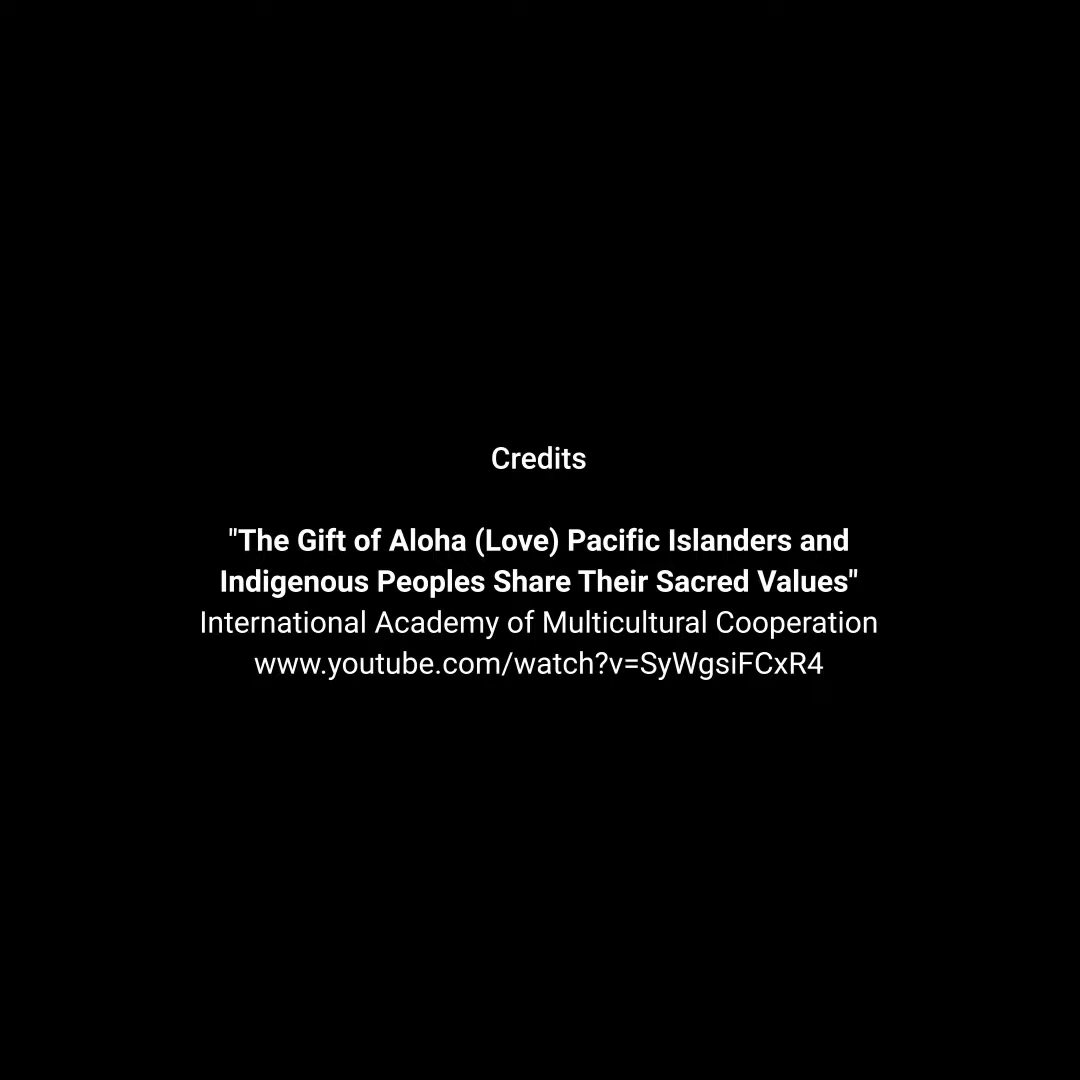 Credits
"The Gift of Aloha (Love) Pacific Islanders and
Indigenous Peoples Share Their Sacred Values"
International Academy of Multicultural Cooperation
www.youtube.com/watch?v=SyWgsiFCxR4